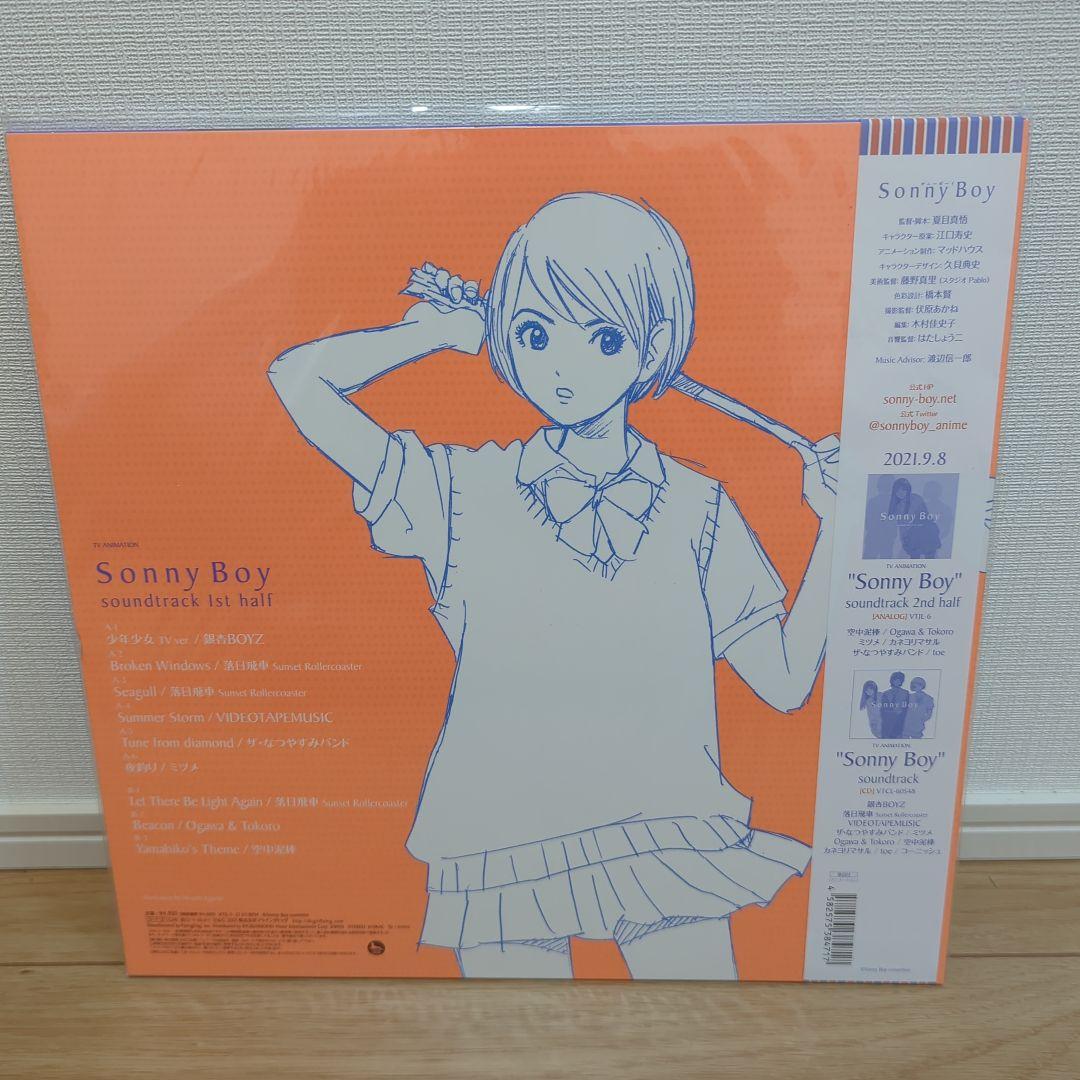 TV ANIMATION
Sonny Boy
soundtrack 1st half
A-1
少年少女 TV ver. / 銀杏BOYZ
A-2
Broken Windows / 落日飛車 Sunset Rollercoaster
A-3
Seagull / 落日飛車 Sunset Rollercoaster
A-4
Summer Storm / VIDEOTAPEMUSIC
A-5
Tune from diamond / ザ・なつやすみバンド
A-6
夜釣り / ミツメ
B-1
Let There Be Light Again / 落日飛車 Sunset Rollercoaster
B-2
Beacon / Ogawa & Tokoro
B-3
Yamabiko's Theme / 空中泥棒
Sonny Boy
監督・脚本: 夏目真悟
キャラクター原案: 江口寿史
アニメーション制作: マッドハウス
キャラクターデザイン: 久貝典史
美術監督: 藤野真里 (スタジオ Pablo)
色彩設計: 橋本賢
撮影監督: 伏原あかね
編集: 木村佳史子
音響監督: はたしょう二
Music Advisor: 渡辺信一郎
公式 HP
sonny-boy.net
公式 Twitter
@sonnyboy_anime
2021.9.8
Sonny Boy
TV ANIMATION
"Sonny Boy"
soundtrack 2nd half
[ANALOG] VTJL-6
空中泥棒 / Ogawa & Tokoro
ミツメ / カネヨリマサル
ザ・なつやすみバンド / toe
Sonny Boy
TV ANIMATION
"Sonny Boy"
soundtrack
[CD] VTCL-60548
銀杏BOYZ
落日飛車 Sunset Rollercoaster
VIDEOTAPEMUSIC
ザ・なつやすみバンド / ミツメ
Ogawa & Tokoro / 空中泥棒
カネヨリマサル / toe / コーニッシュ
4582575384717
©Sonny Boy committee